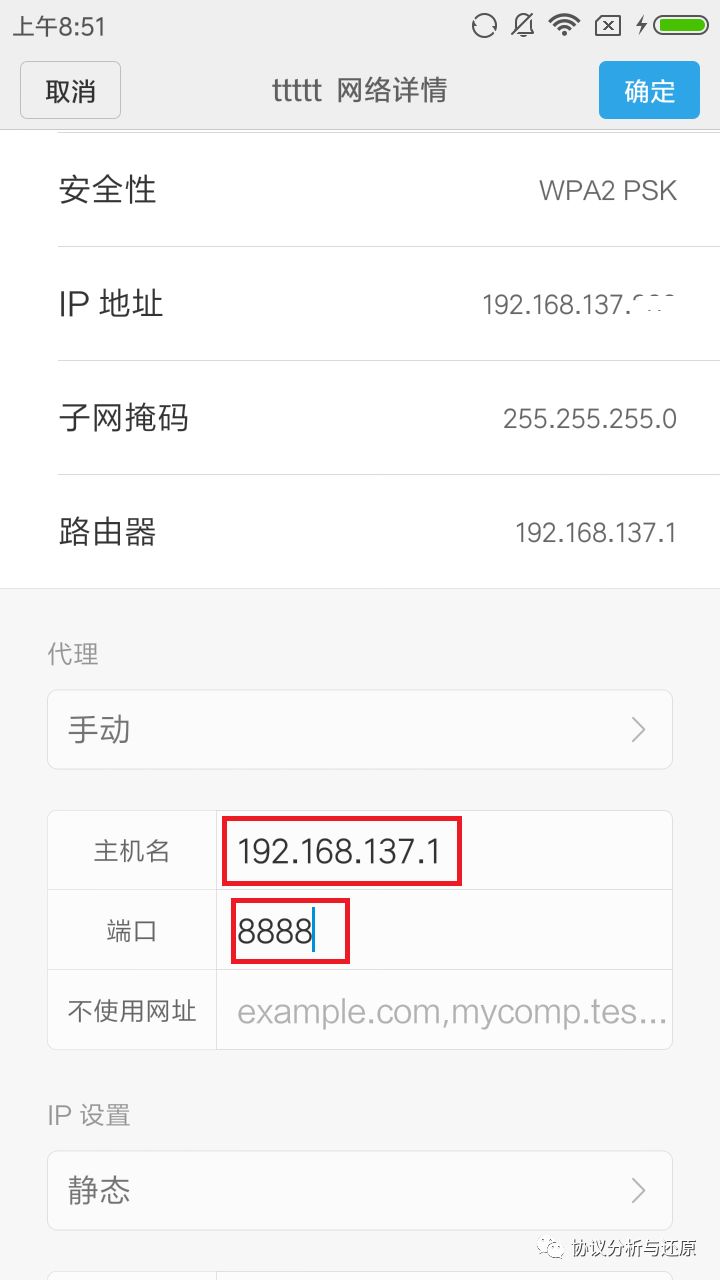 上午8:51
取消
ttttt 网络详情
确定
安全性
WPA2 PSK
IP 地址
192.168.137.
子网掩码
255.255.255.0
路由器
192.168.137.1
代理
手动
主机名
192.168.137.1
端口
8888
不使用网址
example.com,mycomp.tes...
IP 设置
静态
协议分析与还原